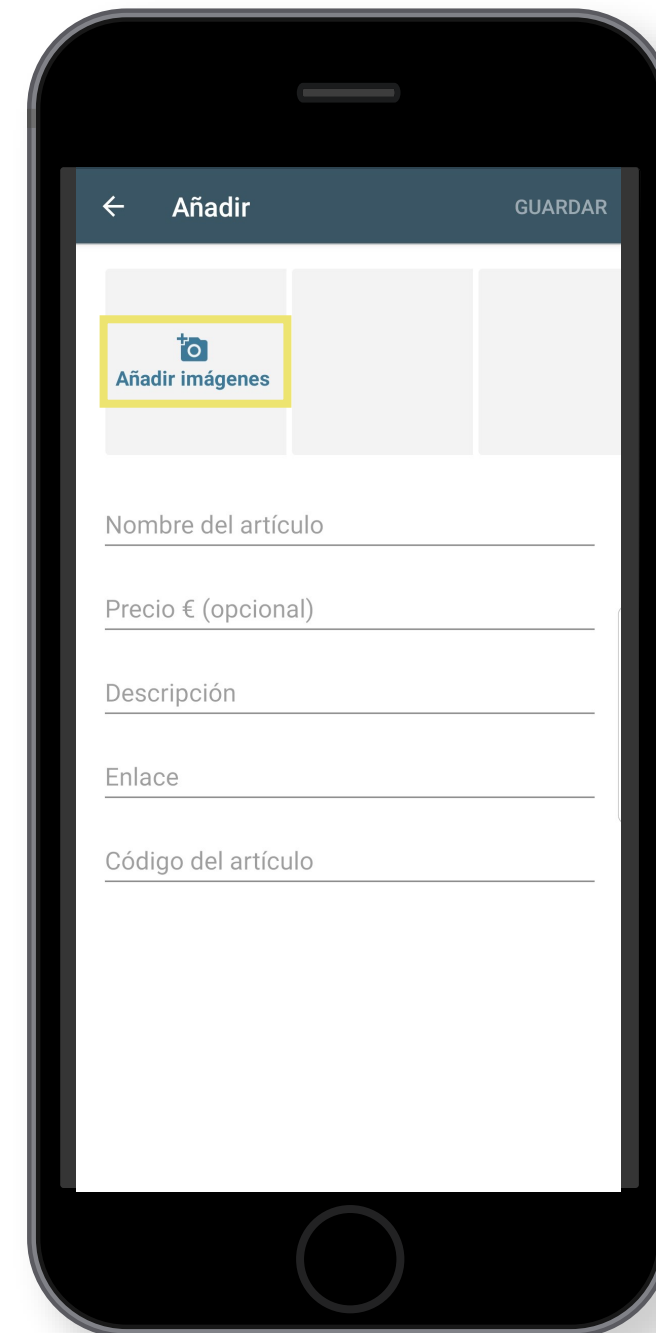 Añadir
GUARDAR
Añadir imágenes
Nombre del artículo
Precio € (opcional)
Descripción
Enlace
Código del artículo